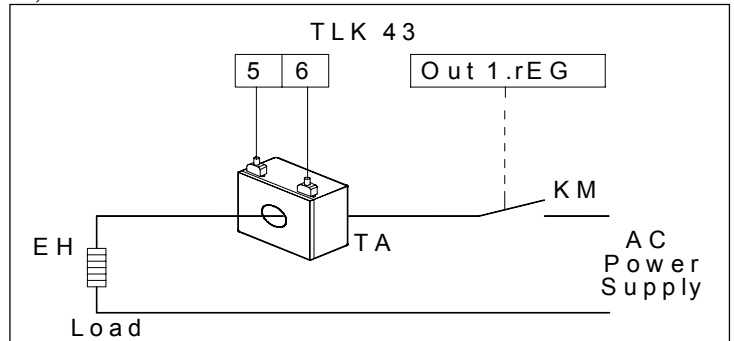 TLK 43
5 6 Out 1.rEG
KM
EH TA AC
Power
Supply
Load